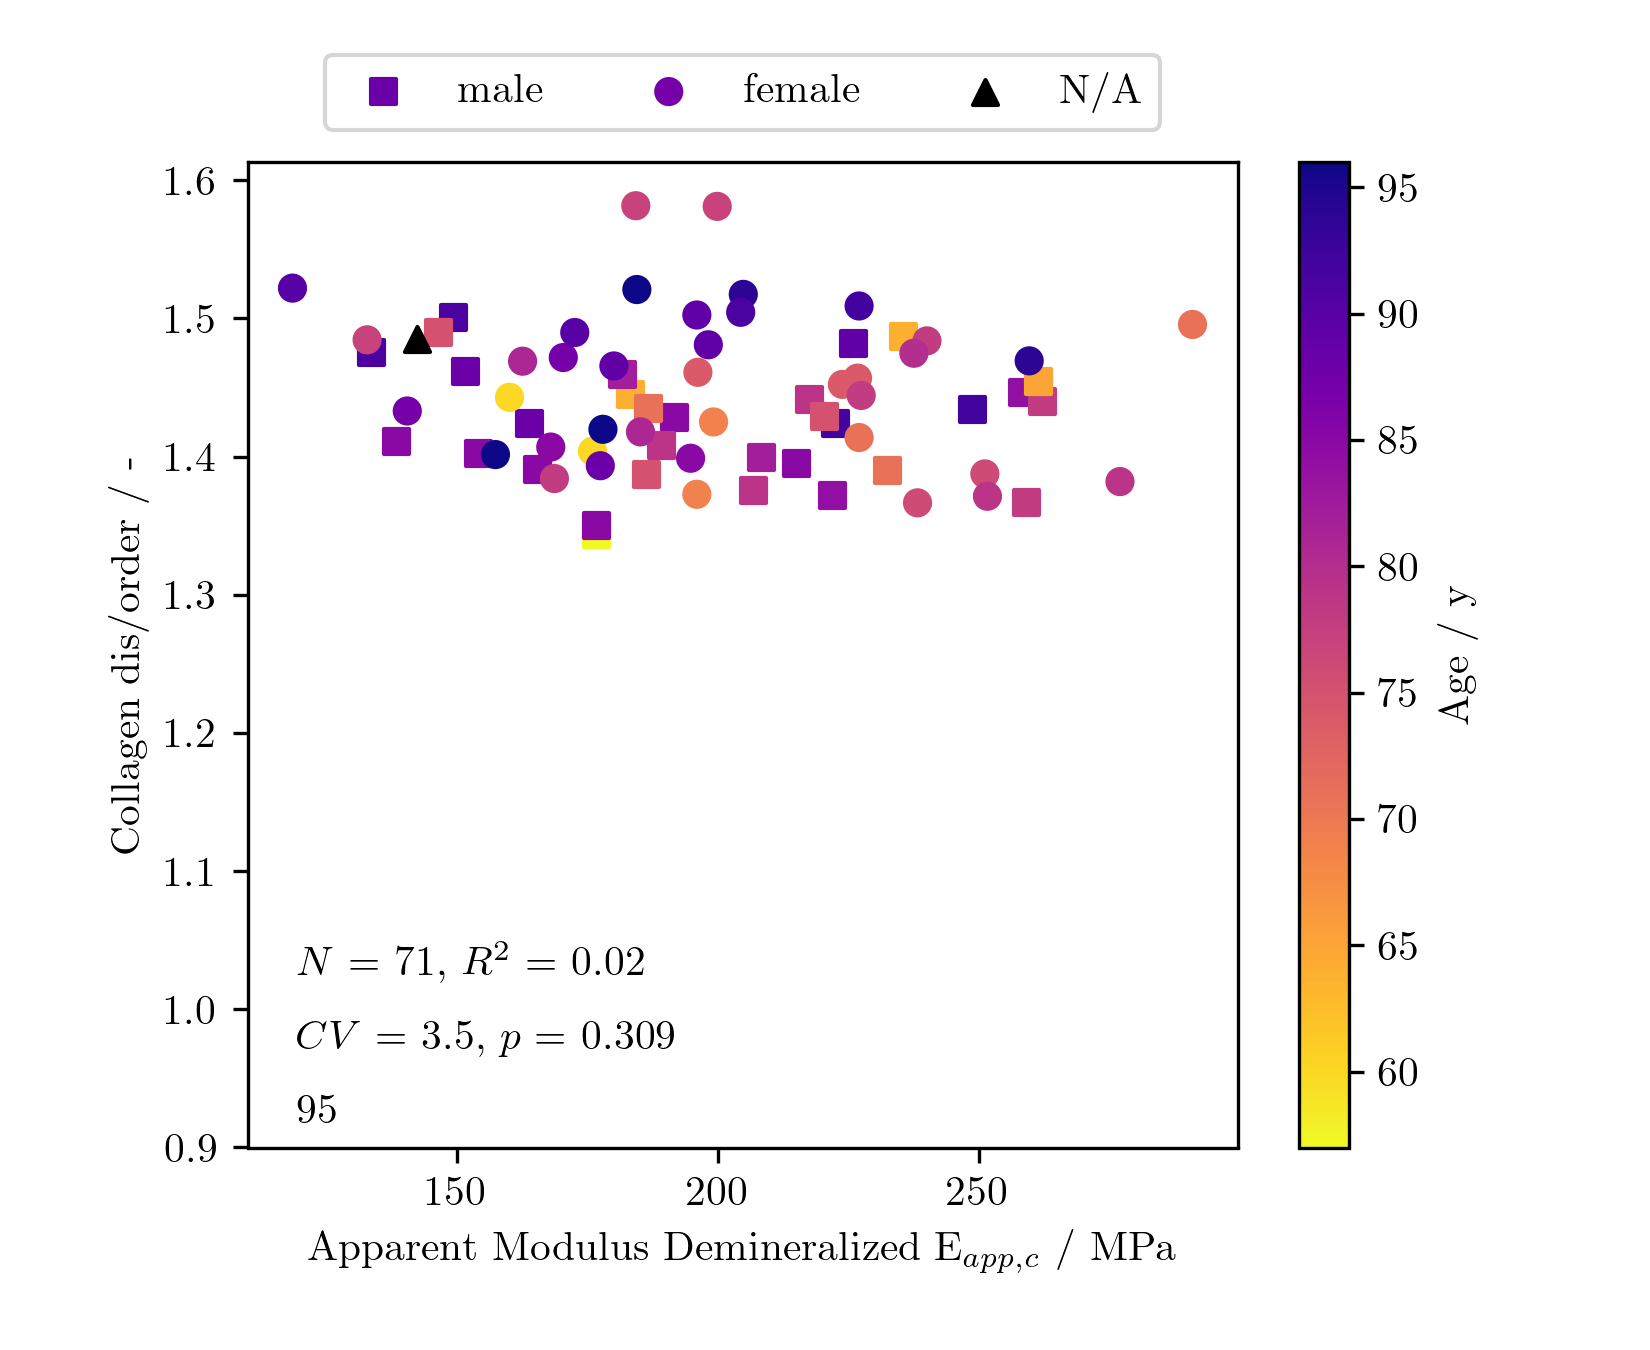 male female N/A
1.6
1.5
1.4
1.3
1.2
1.1
1.0
0.9
Collagen dis/order / -
N = 71, R² = 0.02
CV = 3.5, p = 0.309
95
150 200 250
Apparent Modulus Demineralized E_app,c / MPa
95
90
85
80
75
70
65
60
Age / y